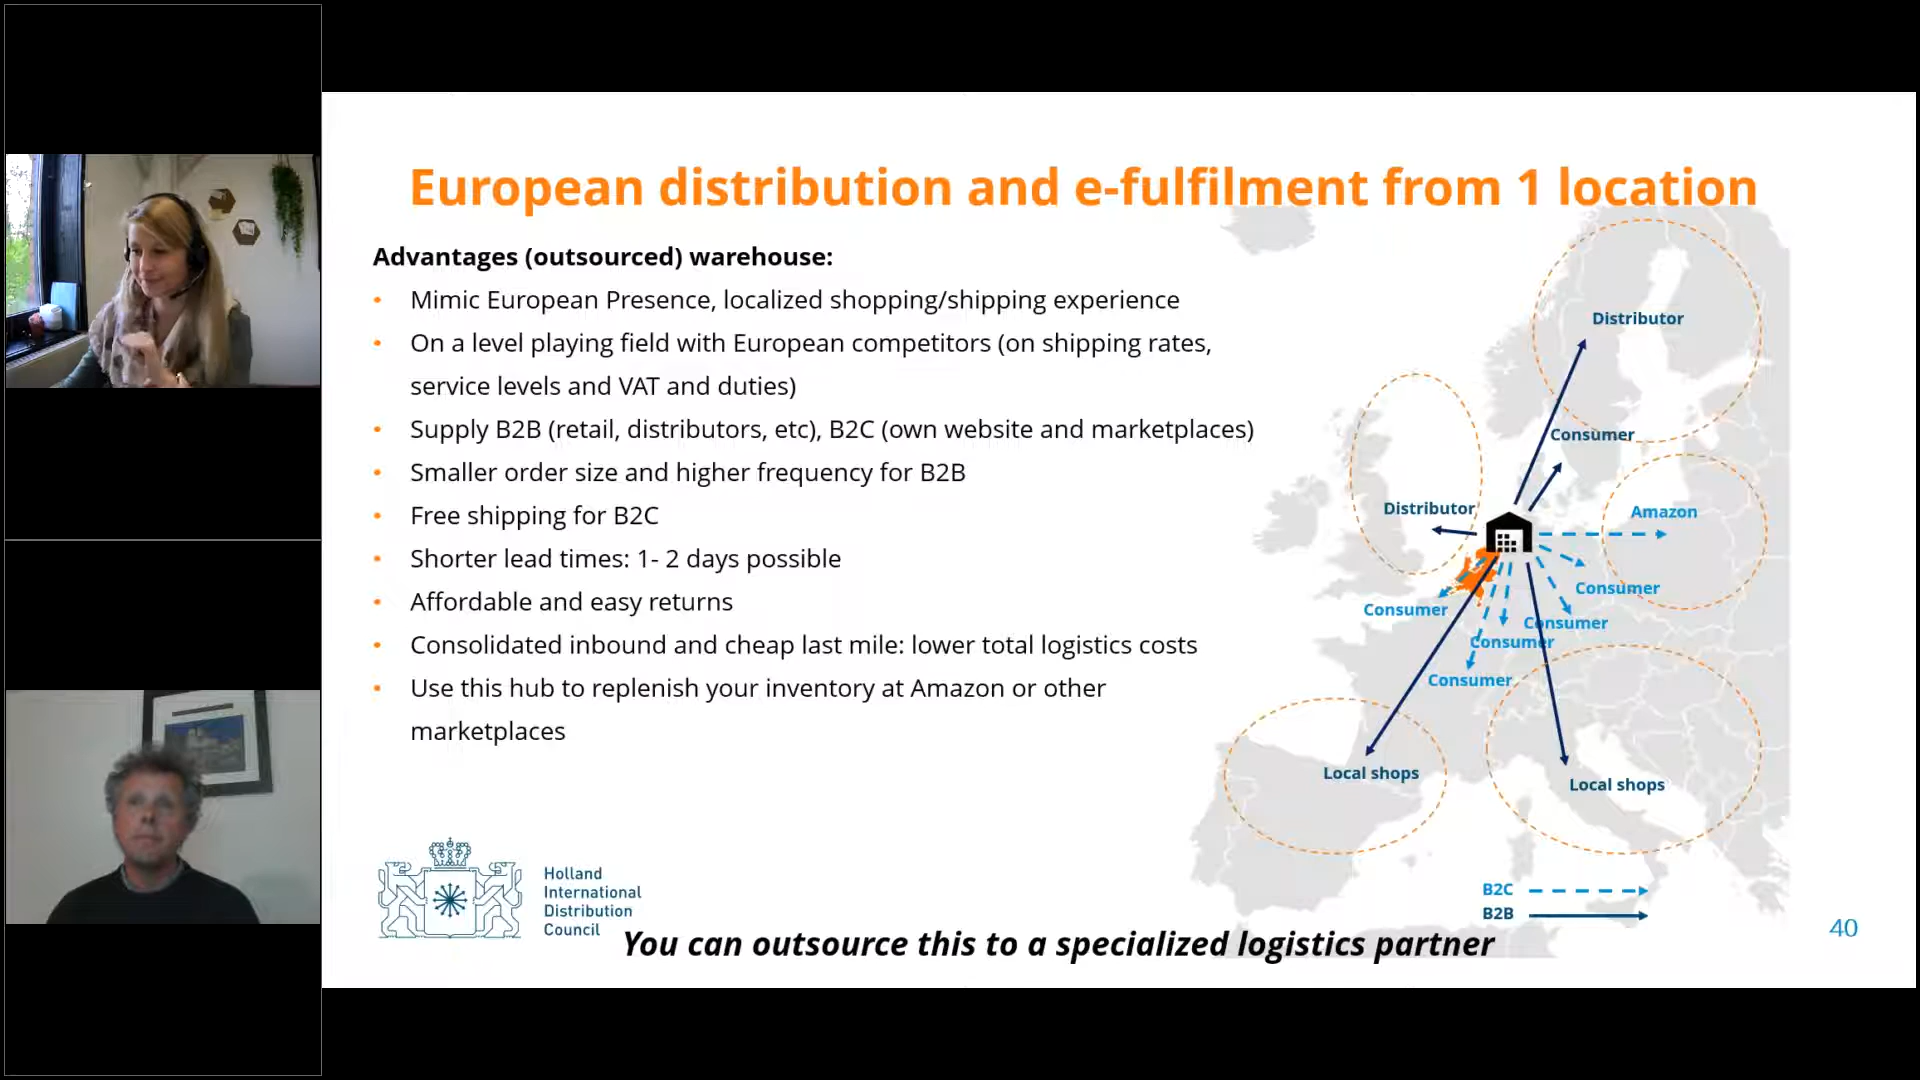 European distribution and e-fulfilment from 1 location
Advantages (outsourced) warehouse:
• Mimic European Presence, localized shopping/shipping experience
• On a level playing field with European competitors (on shipping rates,
service levels and VAT and duties)
• Supply B2B (retail, distributors, etc), B2C (own website and marketplaces)
• Smaller order size and higher frequency for B2B
• Free shipping for B2C
• Shorter lead times: 1- 2 days possible
• Affordable and easy returns
• Consolidated inbound and cheap last mile: lower total logistics costs
• Use this hub to replenish your inventory at Amazon or other
marketplaces
Distributor
Consumer
Distributor
Amazon
Consumer
Consumer
Consumer
Consumer
Consumer
Local shops
Local shops
B2C
B2B
Holland
International
Distribution
Council
You can outsource this to a specialized logistics partner
40